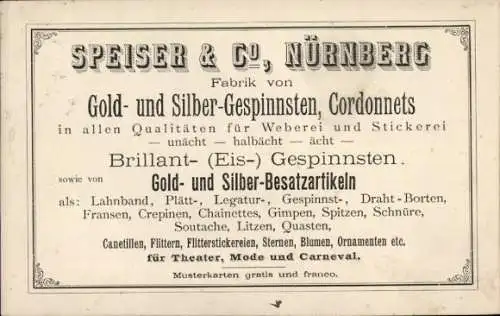 SPEISER & Co, NÜRNBERG
Fabrik von
Gold- und Silber-Gespinnsten, Cordonnets
in allen Qualitäten für Weberei und Stickerei
— unächt — halbächt — ächt —
Brillant- (Eis-) Gespinnsten.
sowie von Gold- und Silber-Besatzartikeln
als: Lahnband, Plätt-, Legatur-, Gespinnst-, Draht-Borten,
Fransen, Crepinen, Chainettes, Gimpen, Spitzen, Schnüre,
Soutache, Litzen, Quasten,
Canetillen, Flittern, Flitterstickereien, Sternen, Blumen, Ornamenten etc.
für Theater, Mode und Carneval.
Musterkarten gratis und franco.